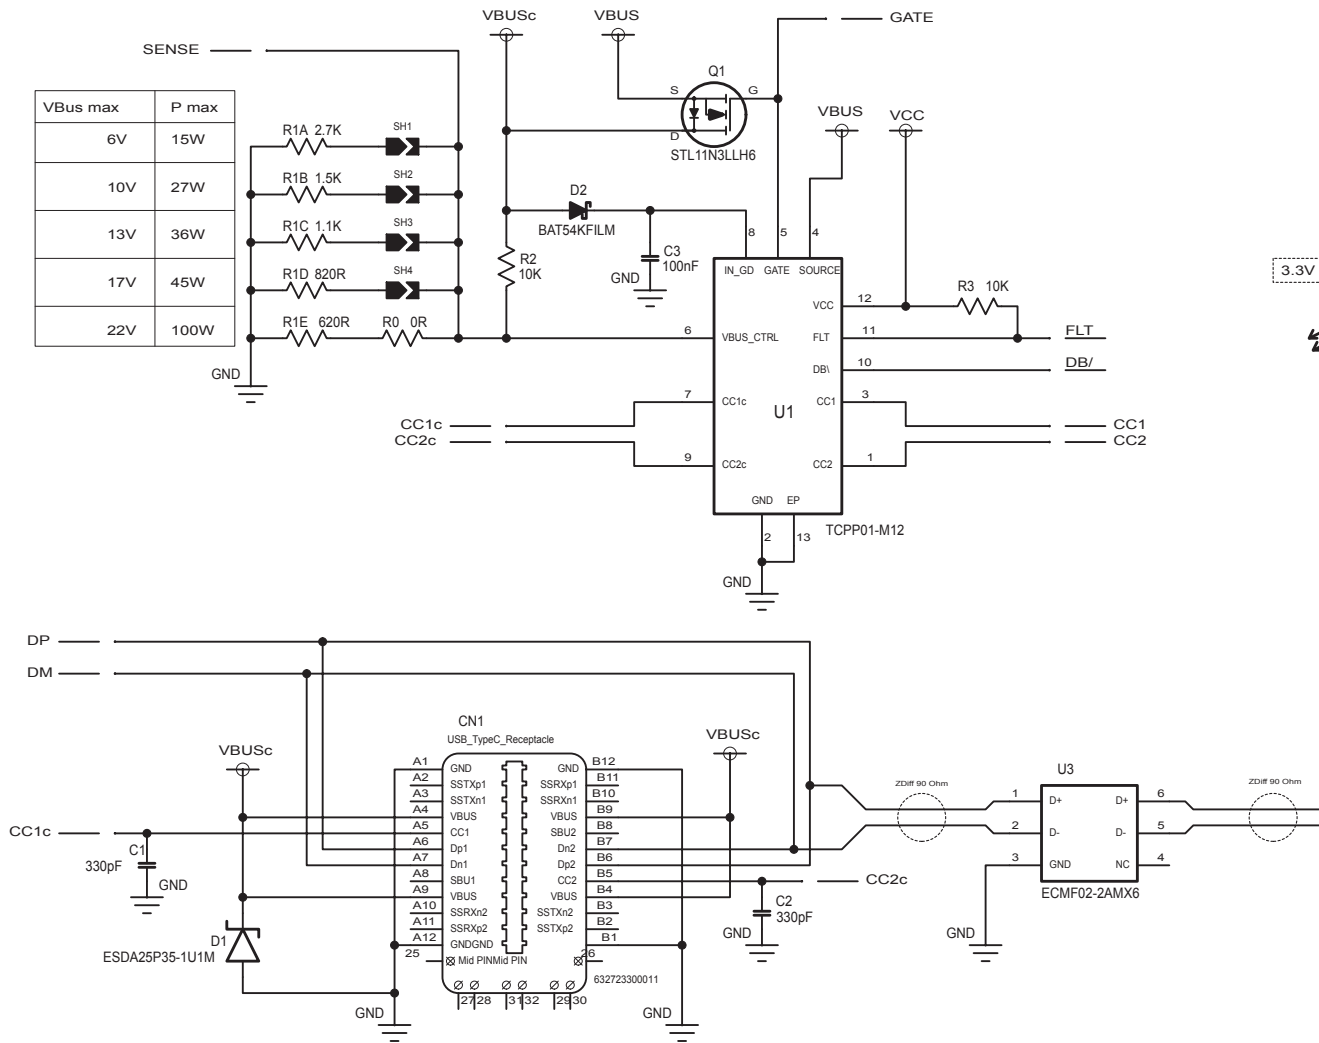 VBUSc
VBUS
GATE
SENSE
Q1
S
G
D
STL11N3LLH6
VBUS
VCC
VBus max P max
6V 15W
10V 27W
13V 36W
17V 45W
22V 100W
R1A 2.7K
SH1
R1B 1.5K
SH2
R1C 1.1K
SH3
R1D 820R
SH4
R1E 620R
R0 0R
GND
D2
BAT54KFILM
R2
10K
C3
100nF
GND
8
5
4
IN_GD
GATE
SOURCE
VCC
12
R3 10K
3.3V
6
VBUS_CTRL
FLT
11
FLT
DB\
10
DB/
7
CC1c
U1
CC1
3
CC1c
CC2c
CC1
CC2
9
CC2c
CC2
1
GND
EP
2
13
TCPP01-M12
GND
DP
DM
CN1
USB_TypeC_Receptacle
VBUSc
VBUSc
A1 GND GND B12
A2 SSTXp1 SSRXp1 B11
A3 SSTXn1 SSRXn1 B10
A4 VBUS VBUS B9
A5 CC1 SBU2 B8
A6 Dp1 Dn2 B7
A7 Dn1 Dp2 B6
A8 SBU1 CC2 B5
A9 VBUS VBUS B4
A10 SSRXn2 SSTXn2 B3
A11 SSRXp2 SSTXp2 B2
A12 GNDGND B1
25 Mid PINMid PIN 26
632723300011
27 28 31 32 29 30
CC1c
C1
330pF
GND
D1
ESDA25P35-1U1M
GND
GND
CC2c
C2
330pF
GND
ZDiff 90 Ohm
U3
ZDiff 90 Ohm
1 D+ D+ 6
2 D- D- 5
3 GND NC 4
ECMF02-2AMX6
GND